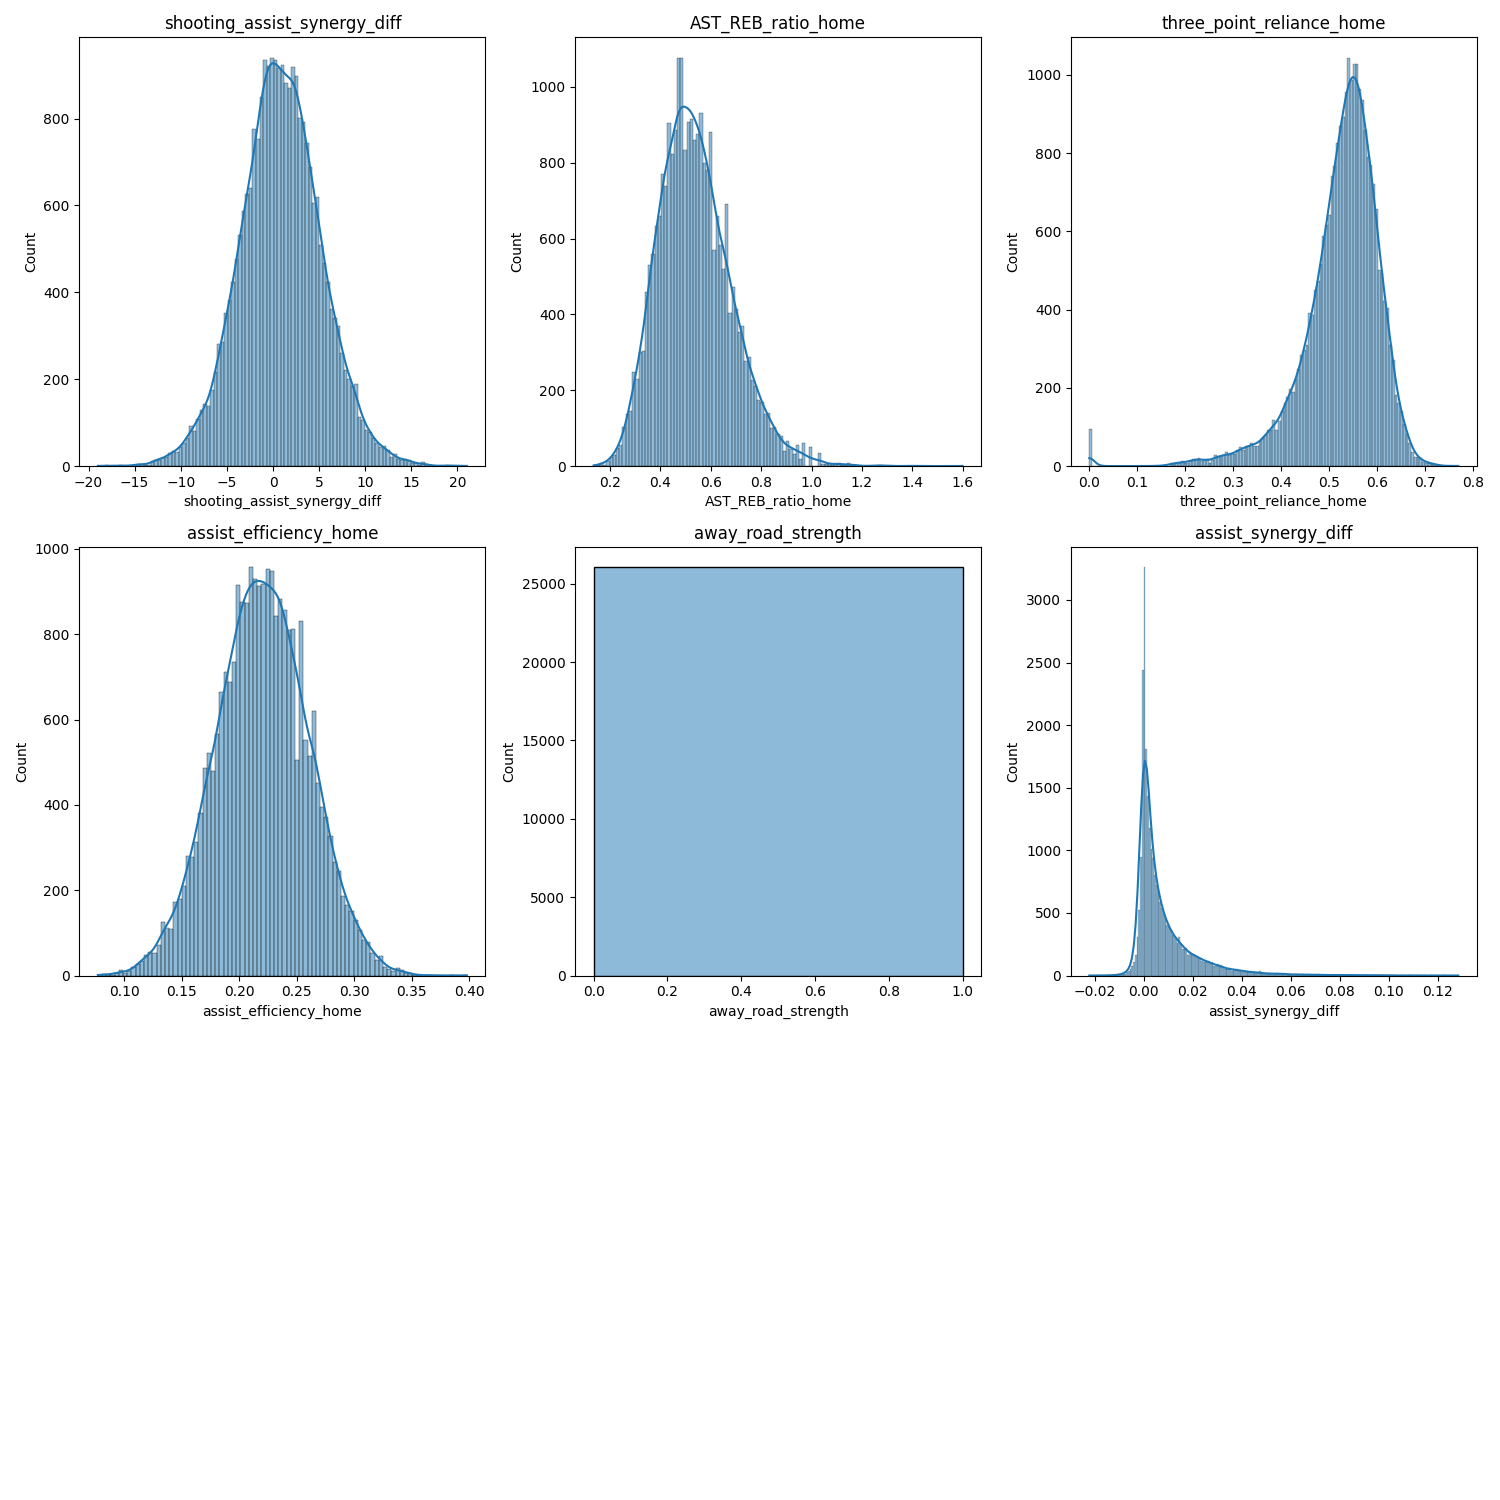 shooting_assist_synergy_diff
Count
0
200
400
600
800
−20 −15 −10 −5 0 5 10 15 20
shooting_assist_synergy_diff
AST_REB_ratio_home
Count
0
200
400
600
800
1000
0.2 0.4 0.6 0.8 1.0 1.2 1.4 1.6
AST_REB_ratio_home
three_point_reliance_home
Count
0
200
400
600
800
1000
0.0 0.1 0.2 0.3 0.4 0.5 0.6 0.7 0.8
three_point_reliance_home
assist_efficiency_home
Count
0
200
400
600
800
1000
0.10 0.15 0.20 0.25 0.30 0.35 0.40
assist_efficiency_home
away_road_strength
Count
0
5000
10000
15000
20000
25000
0.0 0.2 0.4 0.6 0.8 1.0
away_road_strength
assist_synergy_diff
Count
0
500
1000
1500
2000
2500
3000
−0.02 0.00 0.02 0.04 0.06 0.08 0.10 0.12
assist_synergy_diff